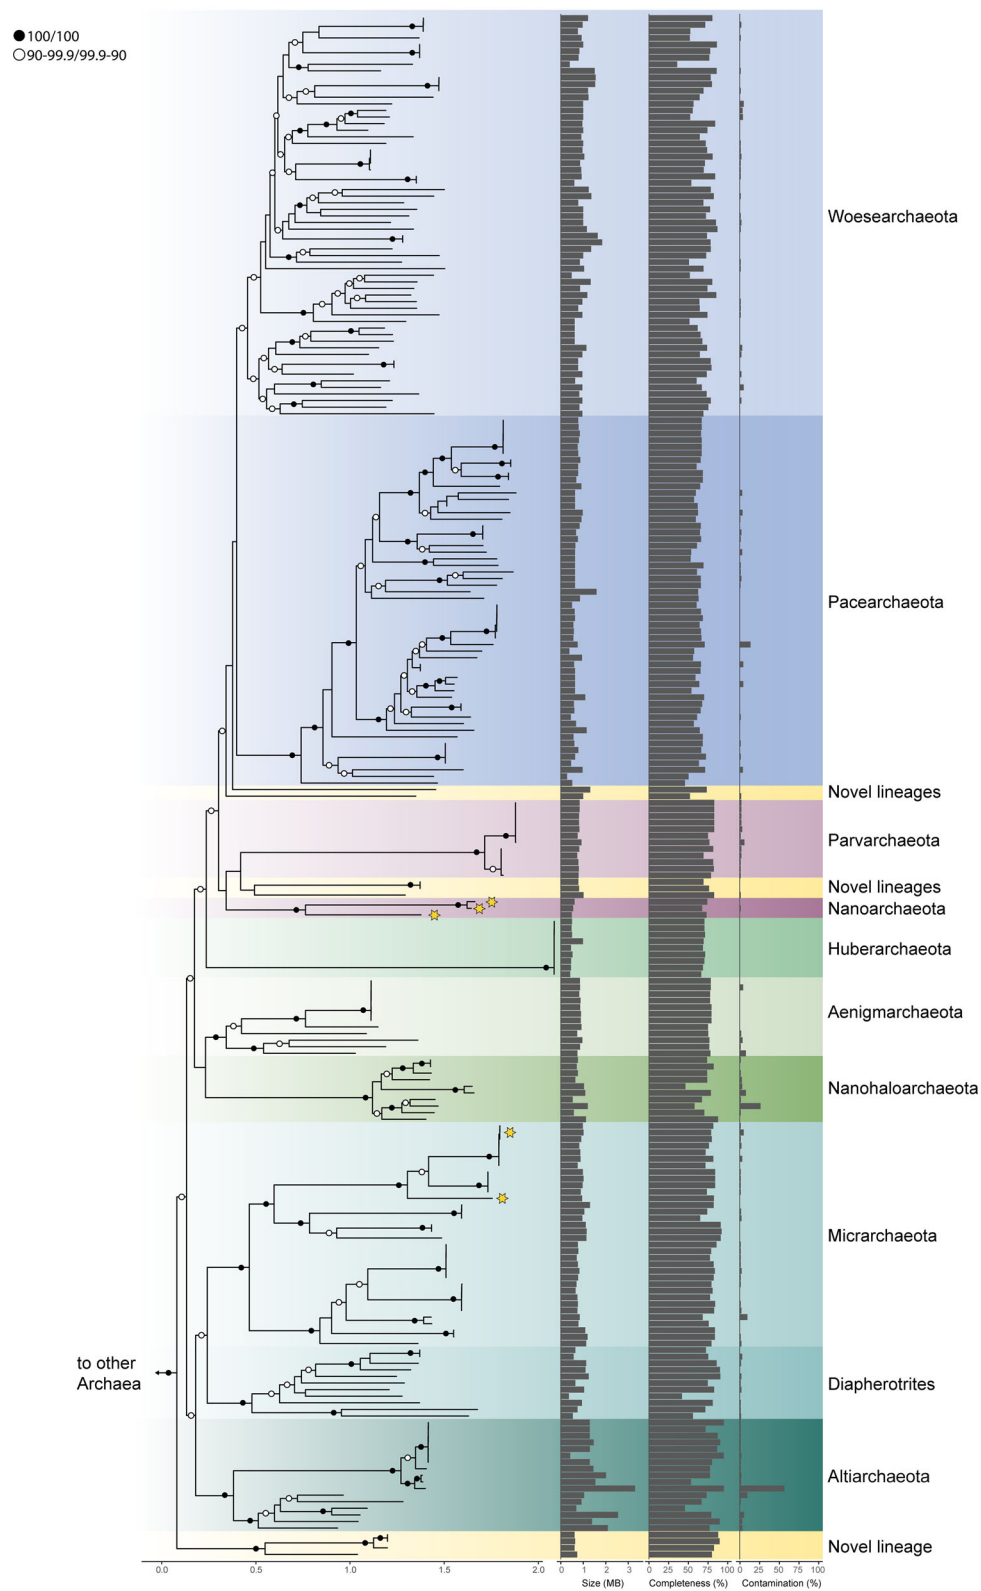 100/100
90-99.9/99.9-90
Woesearchaeota
Pacearchaeota
Novel lineages
Parvarchaeota
Novel lineages
Nanoarchaeota
Huberarchaeota
Aenigmarchaeota
Nanohaloarchaeota
Micrarchaeota
to other
Archaea
Diapherotrites
Altiarchaeota
Novel lineage
0.0 0.5 1.0 1.5 2.0 0 1 2 3 0 25 50 75 100 0 25 50 75 100
Size (MB) Completeness (%) Contamination (%)